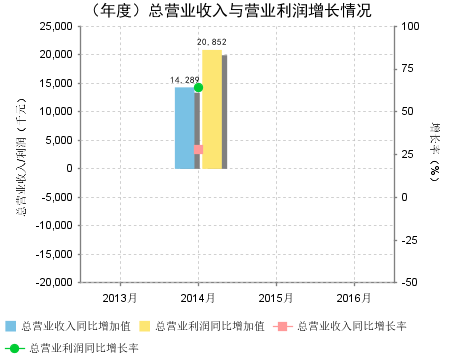 （年度）总营业收入与营业利润增长情况
总营业收入/利润（千元）
25,000
20,000
15,000
10,000
5,000
0
-5,000
-10,000
-15,000
-20,000
14,289
20,852
100
75
50
25
0
-25
-50
增长率（%）
2013月
2014月
2015月
2016月
总营业收入同比增加值
总营业利润同比增加值
总营业收入同比增长率
总营业利润同比增长率